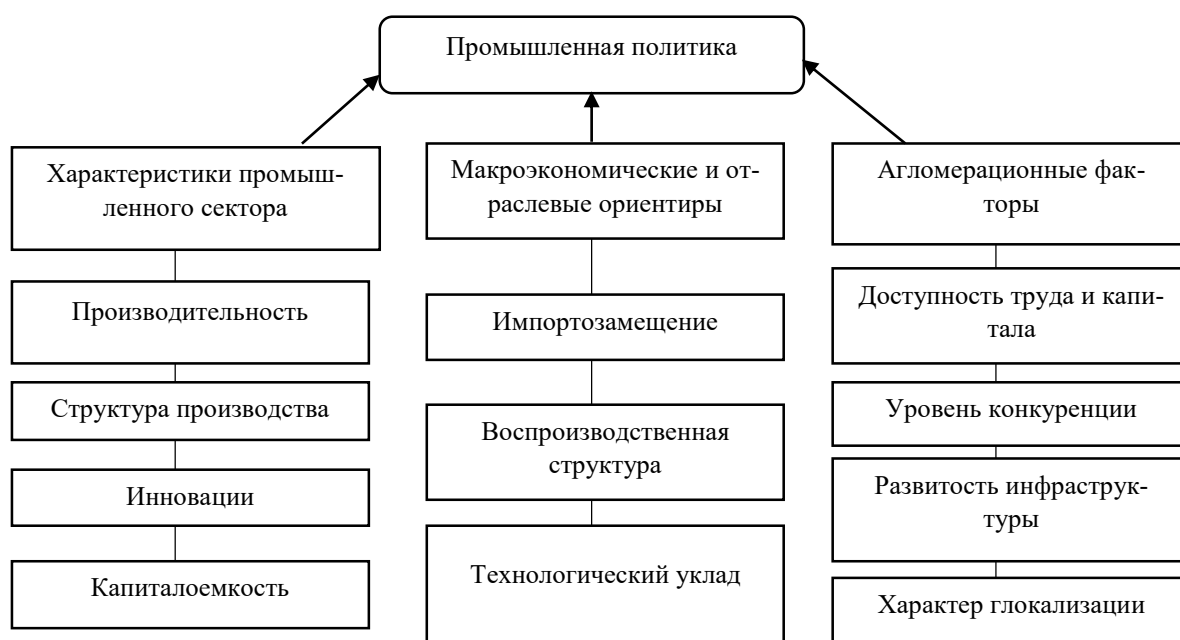 Промышленная политика
Характеристики промыш-
ленного сектора
Производительность
Структура производства
Инновации
Капиталоемкость
Макроэкономические и от-
раслевые ориентиры
Импортозамещение
Воспроизводственная
структура
Технологический уклад
Агломерационные фак-
торы
Доступность труда и капи-
тала
Уровень конкуренции
Развитость инфраструк-
туры
Характер глокализации